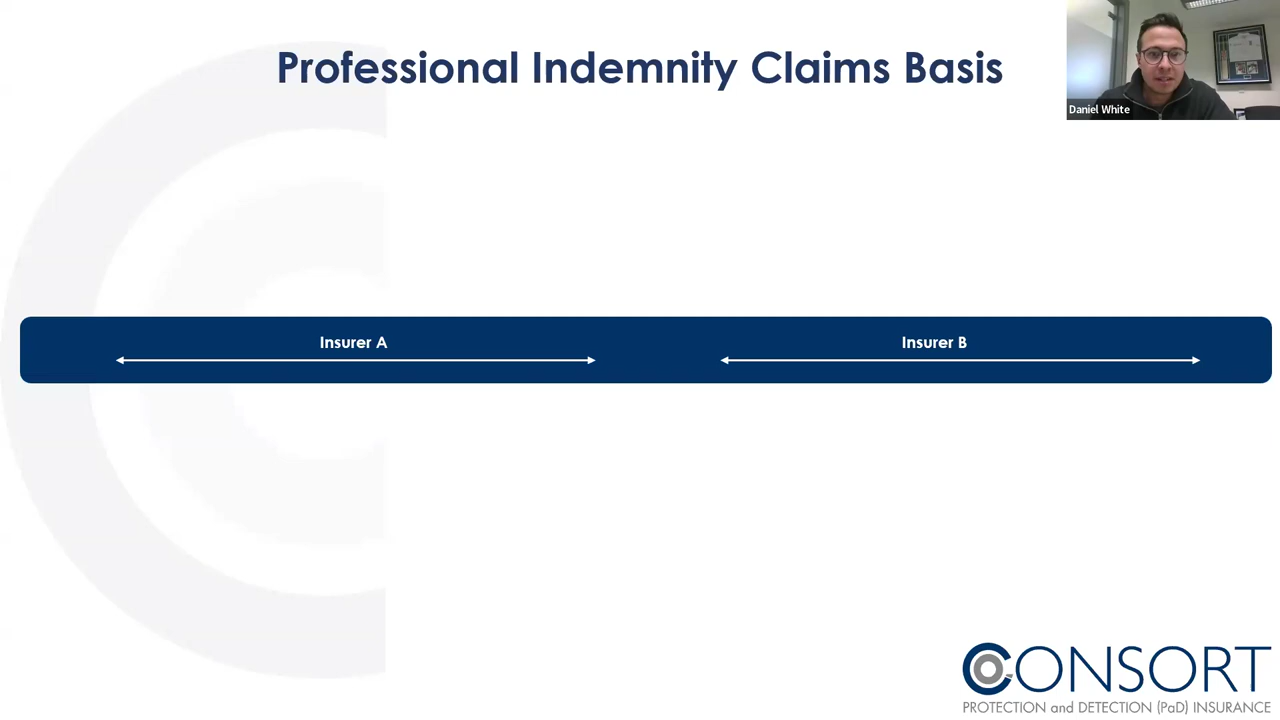 Professional Indemnity Claims Basis
Daniel White
Insurer A
Insurer B
CONSORT
PROTECTION and DETECTION (PaD) INSURANCE